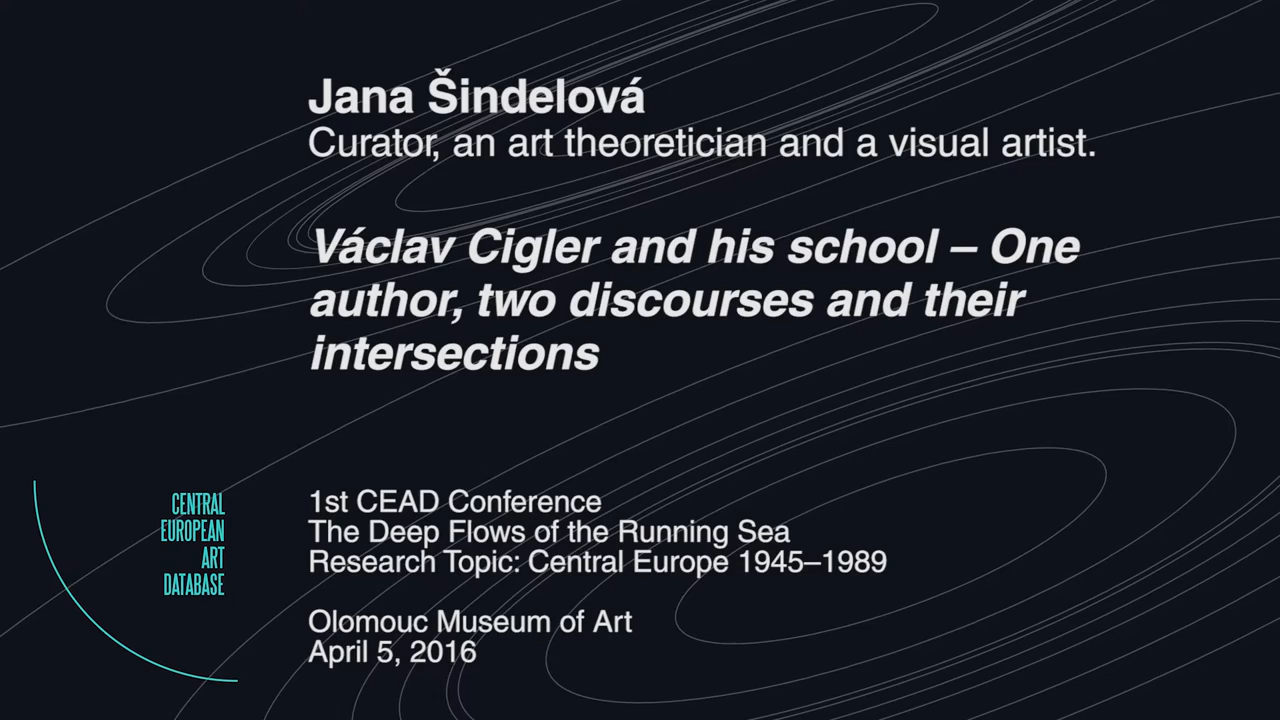 Jana Šindelová
Curator, an art theoretician and a visual artist.
Václav Cigler and his school – One
author, two discourses and their
intersections
CENTRAL
EUROPEAN
ART
DATABASE
1st CEAD Conference
The Deep Flows of the Running Sea
Research Topic: Central Europe 1945–1989
Olomouc Museum of Art
April 5, 2016